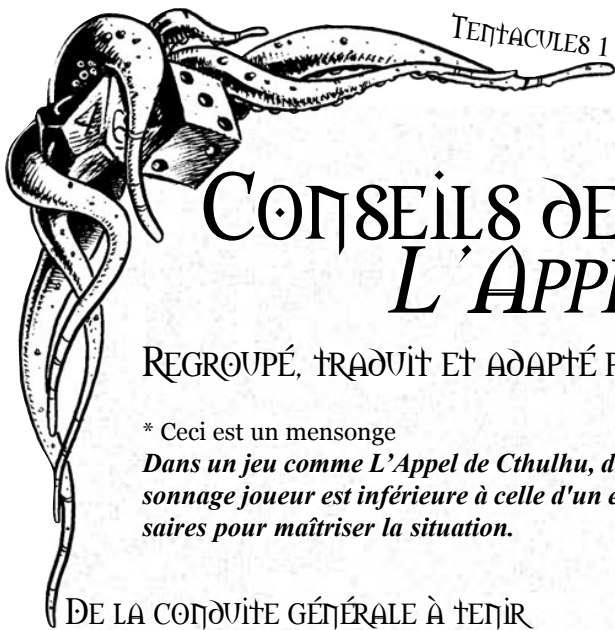 TENTACULES 1
CONSEILS DE
L'APP
REGROUPÉ, TRADUIT ET ADAPTÉ
* Ceci est un mensonge
Dans un jeu comme L'Appel de Cthulhu, d
sonnage joueur est inférieure à celle d'un e
saires pour maîtriser la situation.
DE LA CONDUITE GÉNÉRALE À TENIR